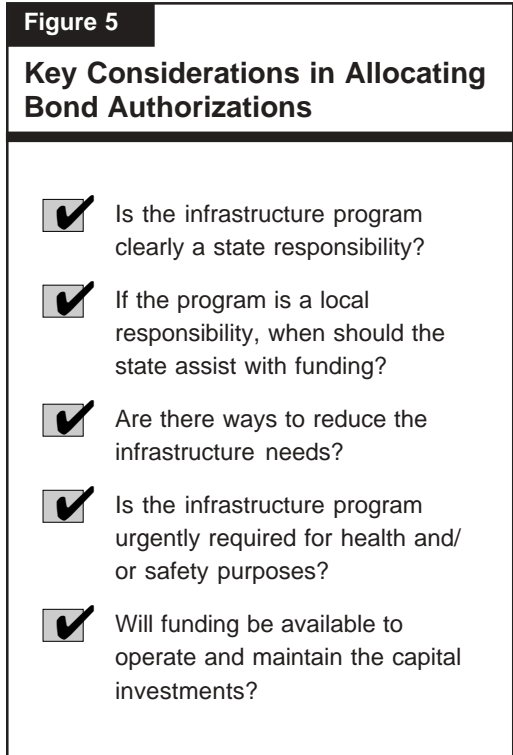 Figure 5
Key Considerations in Allocating
Bond Authorizations
Is the infrastructure program
clearly a state responsibility?
If the program is a local
responsibility, when should the
state assist with funding?
Are there ways to reduce the
infrastructure needs?
Is the infrastructure program
urgently required for health and/
or safety purposes?
Will funding be available to
operate and maintain the capital
investments?